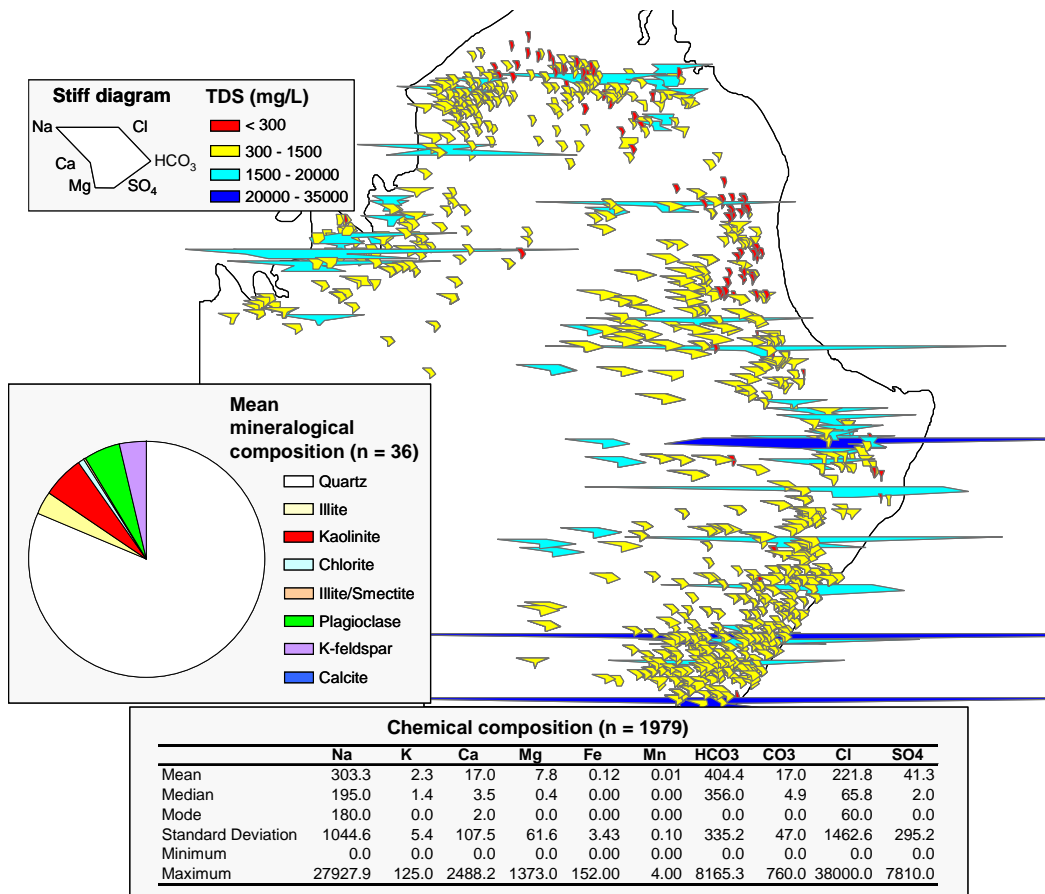 Stiff diagram
Na
Cl
Ca
HCO3
Mg
SO4
TDS (mg/L)
< 300
300 - 1500
1500 - 20000
20000 - 35000
Mean
mineralogical
composition (n = 36)
Quartz
Illite
Kaolinite
Chlorite
Illite/Smectite
Plagioclase
K-feldspar
Calcite
Chemical composition (n = 1979)
Na K Ca Mg Fe Mn HCO3 CO3 Cl SO4
Mean 303.3 2.3 17.0 7.8 0.12 0.01 404.4 17.0 221.8 41.3
Median 195.0 1.4 3.5 0.4 0.00 0.00 356.0 4.9 65.8 2.0
Mode 180.0 0.0 2.0 0.0 0.00 0.00 0.0 0.0 60.0 0.0
Standard Deviation 1044.6 5.4 107.5 61.6 3.43 0.10 335.2 47.0 1462.6 295.2
Minimum 0.0 0.0 0.0 0.0 0.00 0.00 0.0 0.0 0.0 0.0
Maximum 27927.9 125.0 2488.2 1373.0 152.00 4.00 8165.3 760.0 38000.0 7810.0